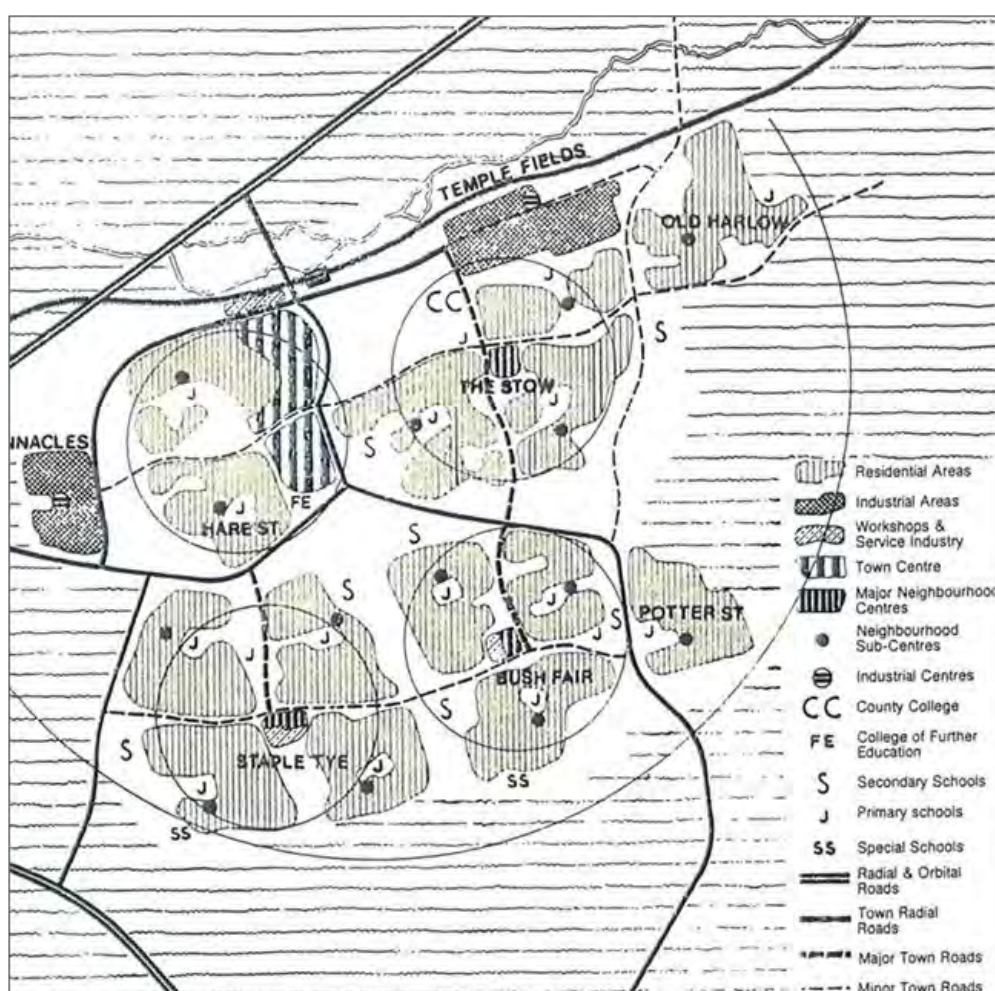 TEMPLE FIELDS
J
OLD HARLOW
J
CC
S
J
THE STOW
J
J
NNACLES
S
J
FE
J
HARE ST
S
J
J
S
POTTER ST
J
J
J
J
BUSH FAIR
J
S
S
STAPLE TYE
J
J
SS
SS
Residential Areas
Industrial Areas
Workshops &
Service Industry
Town Centre
Major Neighbourhood
Centres
Neighbourhood
Sub-Centres
Industrial Centres
CC County College
FE College of Further
Education
S Secondary Schools
J Primary schools
SS Special Schools
Radial & Orbital
Roads
Town Radial
Roads
Major Town Roads
Minor Town Roads